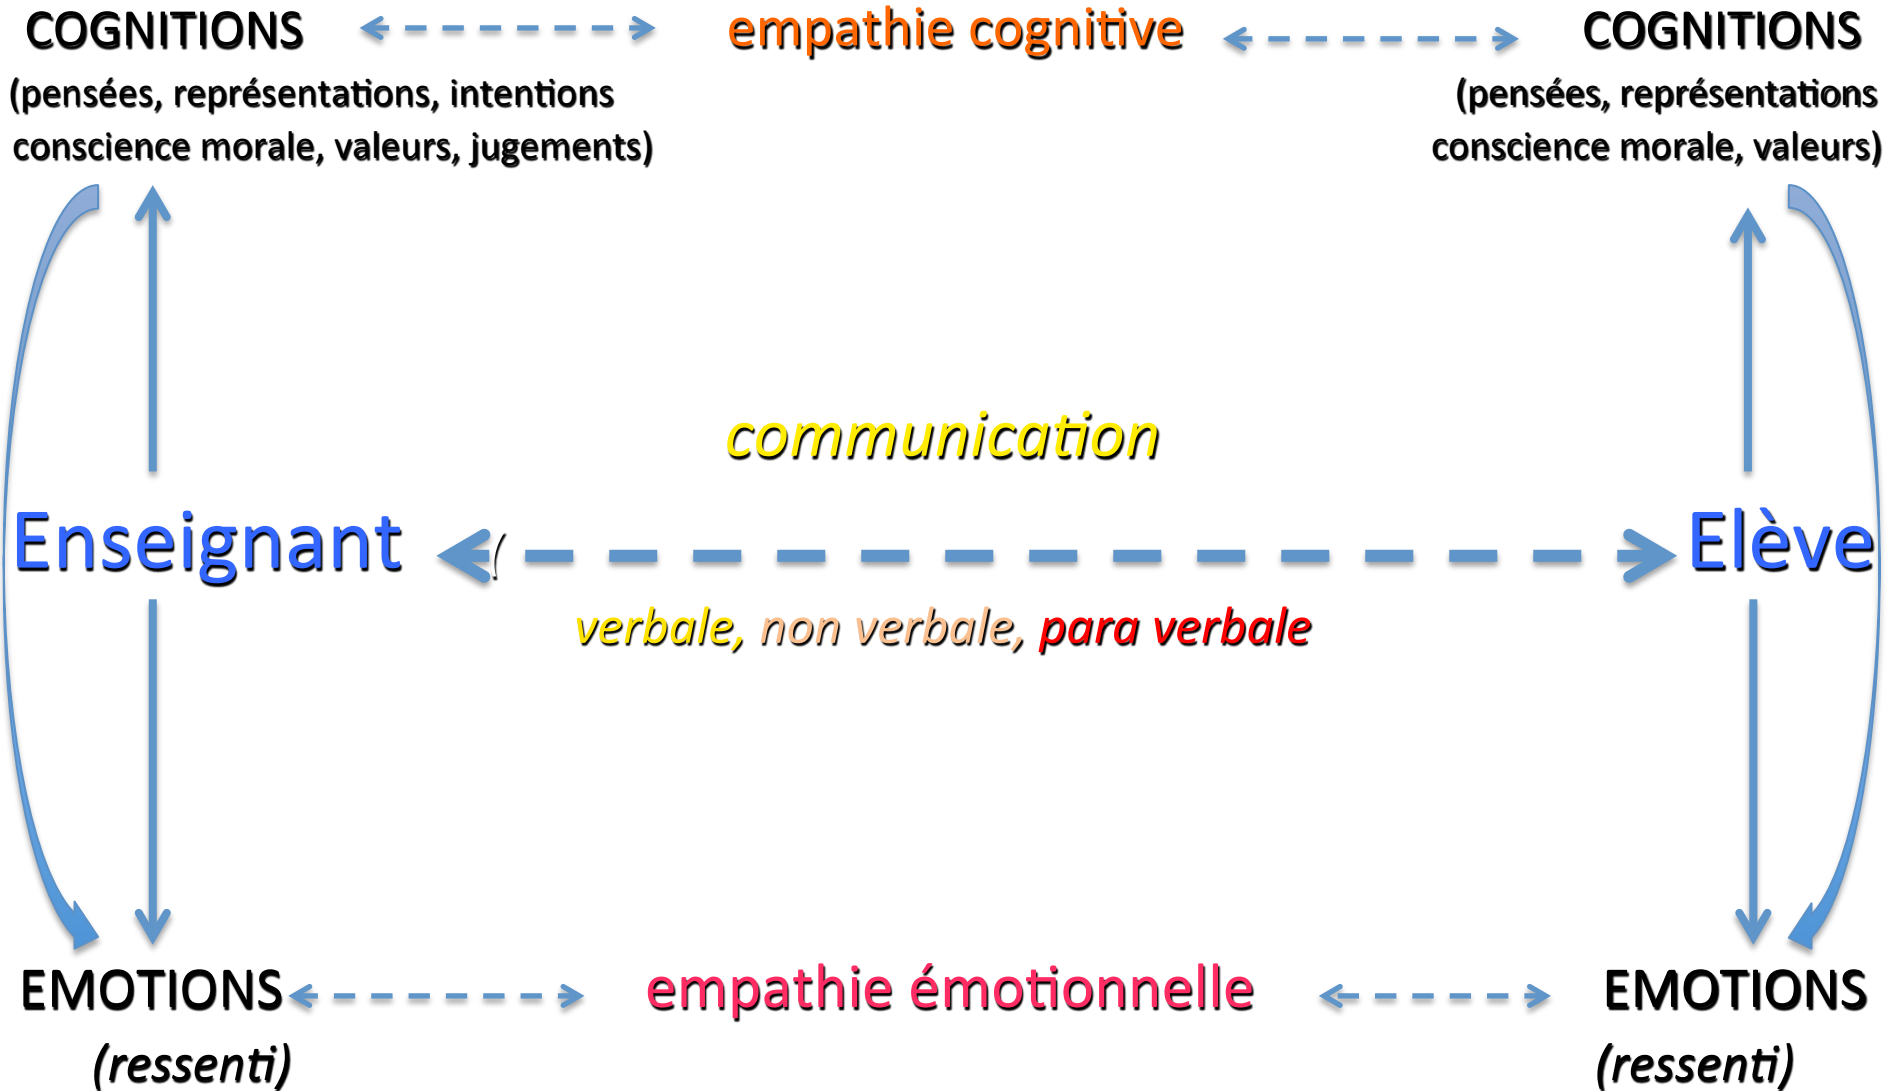 COGNITIONS empathie cognitive COGNITIONS
(pensées, représentations, intentions (pensées, représentations
conscience morale, valeurs, jugements) conscience morale, valeurs)
communication
Enseignant ( Elève
verbale, non verbale, para verbale
EMOTIONS empathie émotionnelle EMOTIONS
(ressenti) (ressenti)